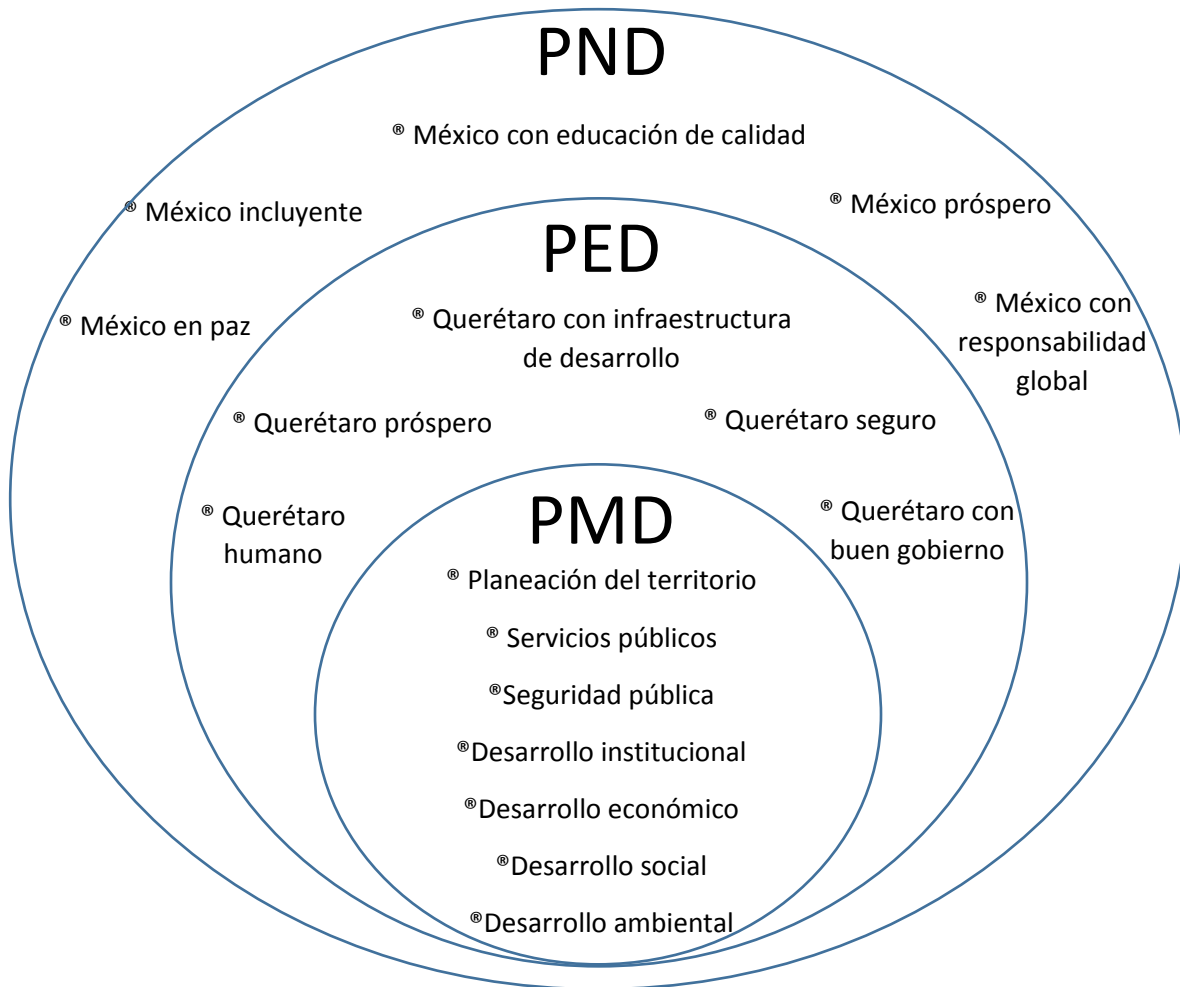 PND
® México con educación de calidad
® México incluyente
® México próspero
PED
® México en paz
® Querétaro con infraestructura
de desarrollo
® México con
responsabilidad
global
® Querétaro próspero
® Querétaro seguro
PMD
® Querétaro
humano
® Querétaro con
buen gobierno
® Planeación del territorio
® Servicios públicos
®Seguridad pública
®Desarrollo institucional
®Desarrollo económico
®Desarrollo social
®Desarrollo ambiental